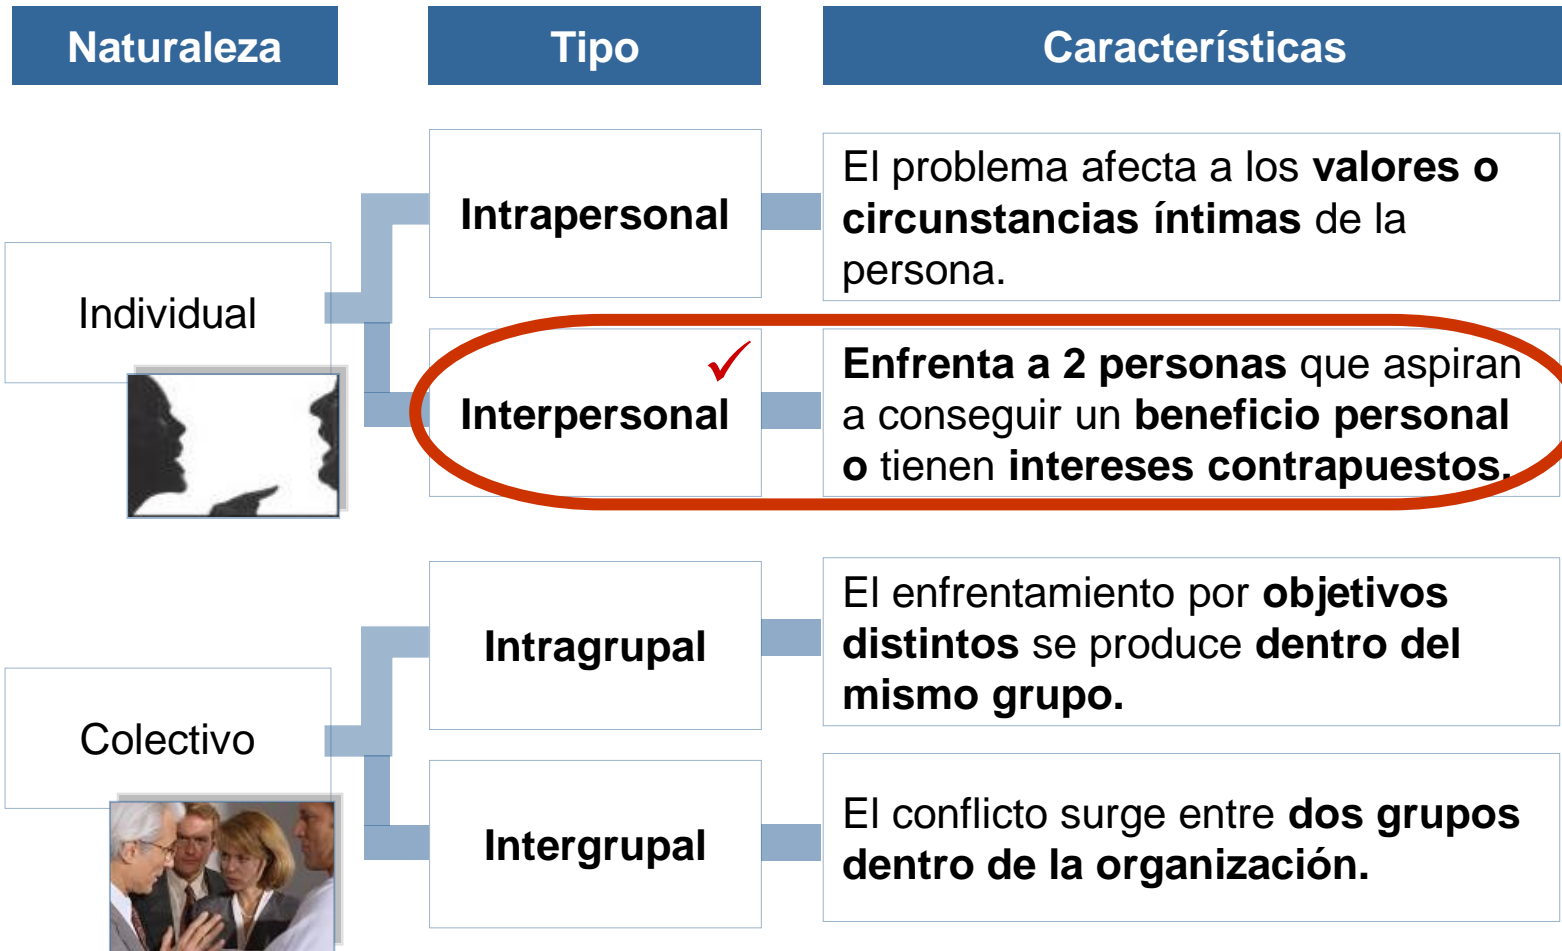 Naturaleza
Tipo
Características
Individual
Intrapersonal
El problema afecta a los valores o
circunstancias íntimas de la
persona.
Interpersonal
Enfrenta a 2 personas que aspiran
a conseguir un beneficio personal
o tienen intereses contrapuestos.
Colectivo
Intragrupal
El enfrentamiento por objetivos
distintos se produce dentro del
mismo grupo.
Intergrupal
El conflicto surge entre dos grupos
dentro de la organización.